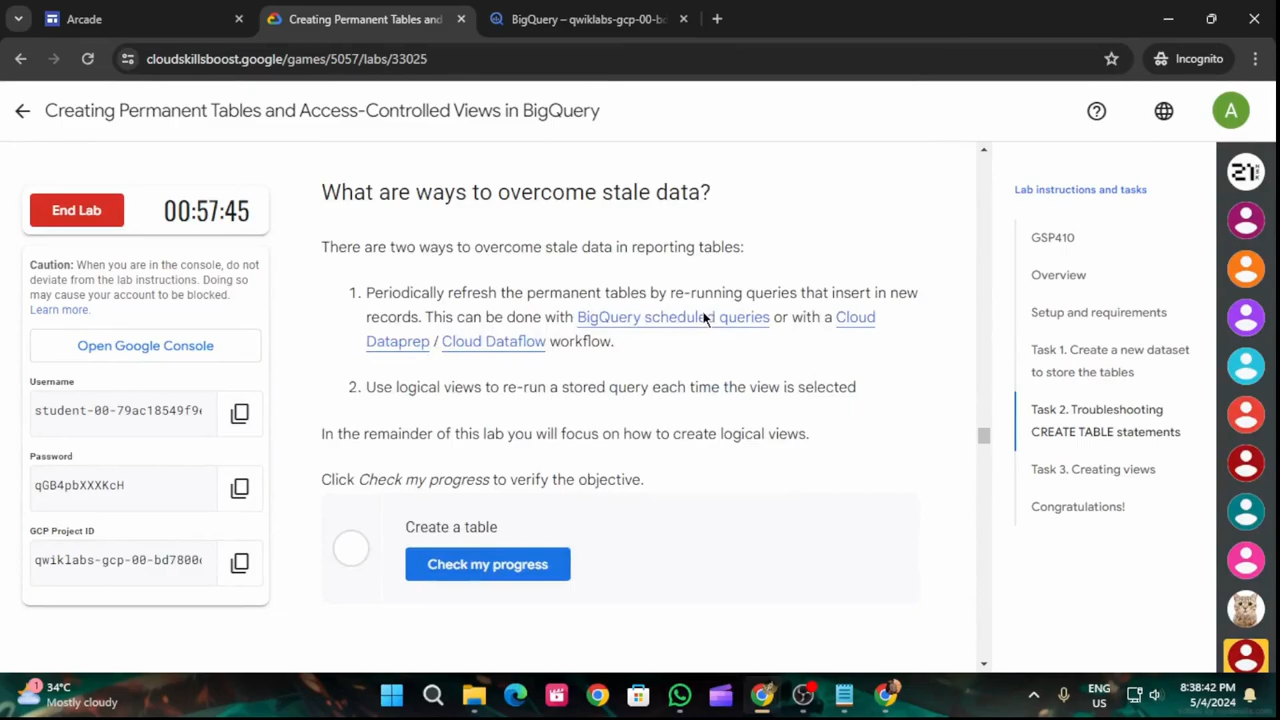 Arcade
Creating Permanent Tables and
BigQuery – qwiklabs-gcp-00-bd
cloudskillsboost.google/games/5057/labs/33025
Incognito
Creating Permanent Tables and Access-Controlled Views in BigQuery
A
End Lab
00:57:45
Caution: When you are in the console, do not
deviate from the lab instructions. Doing so
may cause your account to be blocked.
Learn more.
Open Google Console
Username
student-00-79ac18549f9
Password
qGB4pbXXXKcH
GCP Project ID
qwiklabs-gcp-00-bd7800
What are ways to overcome stale data?
There are two ways to overcome stale data in reporting tables:
1. Periodically refresh the permanent tables by re-running queries that insert in new
records. This can be done with BigQuery scheduled queries or with a Cloud
Dataprep / Cloud Dataflow workflow.
2. Use logical views to re-run a stored query each time the view is selected
In the remainder of this lab you will focus on how to create logical views.
Click Check my progress to verify the objective.
Create a table
Check my progress
Lab instructions and tasks
GSP410
Overview
Setup and requirements
Task 1. Create a new dataset
to store the tables
Task 2. Troubleshooting
CREATE TABLE statements
Task 3. Creating views
Congratulations!
1
34°C
Mostly cloudy
ENG
US
8:38:42 PM
5/4/2024